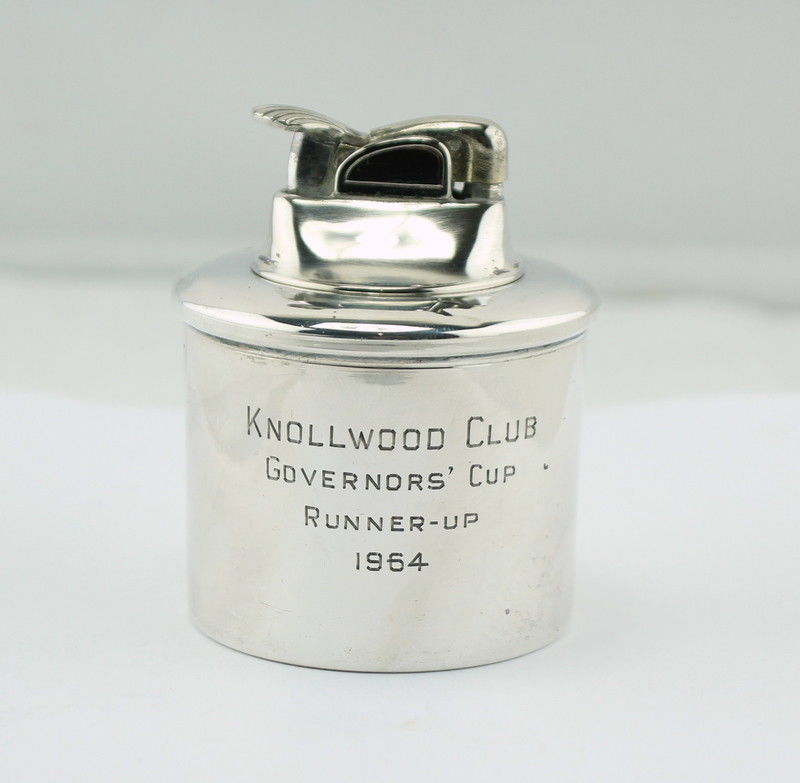 Knollwood Club
Governors' Cup
Runner-up
1964